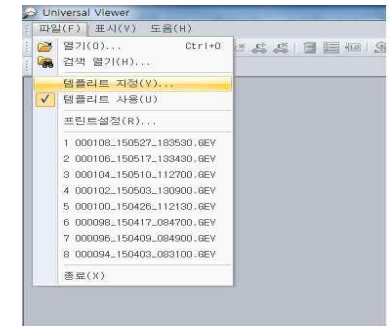 Universal Viewer
파일(F) 표시(V) 도움(H)
열기(O)... Ctrl+O
검색 열기(H)...
템플리트 지정(V)...
템플리트 사용(U)
프린트설정(R)...
1 000108_150527_183530.GEV
2 000106_150517_133430.GEV
3 000104_150510_112700.GEV
4 000102_150503_130900.GEV
5 000100_150426_112130.GEV
6 000098_150417_084700.GEV
7 000096_150409_084900.GEV
8 000094_150403_083100.GEV
종료(X)